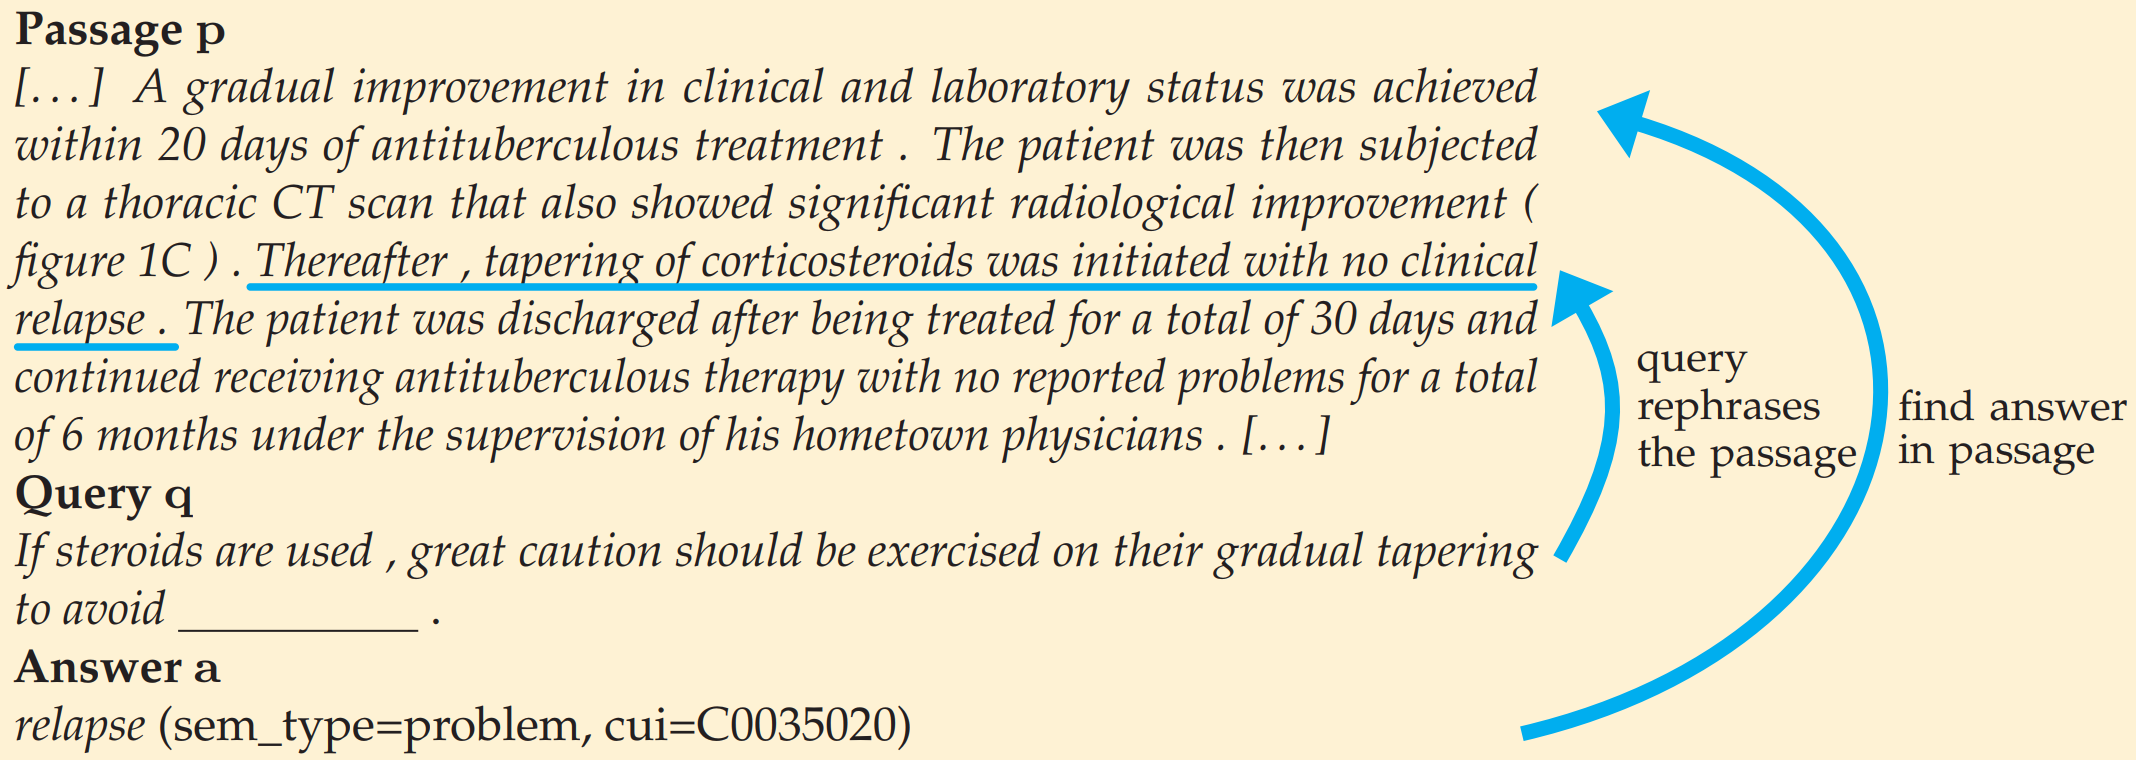 Passage p
[...] A gradual improvement in clinical and laboratory status was achieved
within 20 days of antituberculous treatment . The patient was then subjected
to a thoracic CT scan that also showed significant radiological improvement (
figure 1C ) . Thereafter , tapering of corticosteroids was initiated with no clinical
relapse . The patient was discharged after being treated for a total of 30 days and
continued receiving antituberculous therapy with no reported problems for a total
of 6 months under the supervision of his hometown physicians . [...]
Query q
If steroids are used , great caution should be exercised on their gradual tapering
to avoid __________ .
Answer a
relapse (sem_type=problem, cui=C0035020)
query
rephrases
the passage
find answer
in passage